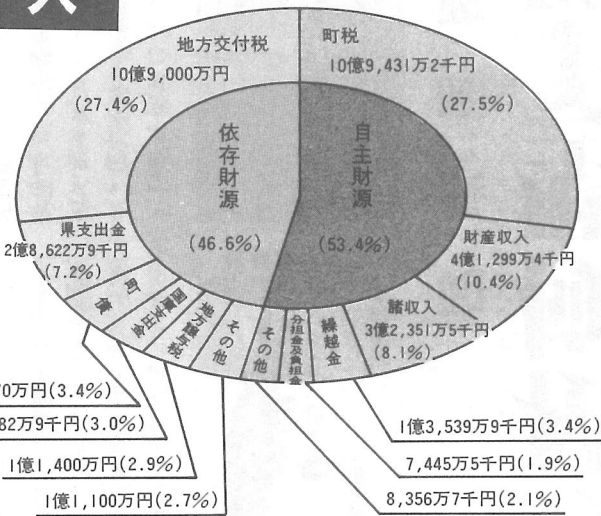 入
地方交付税
10億9,000万円
(27.4%)
町税
10億9,431万2千円
(27.5%)
依存財源
(46.6%)
自主財源
(53.4%)
県支出金
2億8,622万9千円
(7.2%)
財産収入
4億1,299万4千円
(10.4%)
諸収入
3億2,351万5千円
(8.1%)
町債
国庫支出金
地方譲与税
その他
その他
分担金及負担金
繰越金
0万円(3.4%)
82万9千円(3.0%)
1億1,400万円(2.9%)
1億1,100万円(2.7%)
1億3,539万9千円(3.4%)
7,445万5千円(1.9%)
8,356万7千円(2.1%)